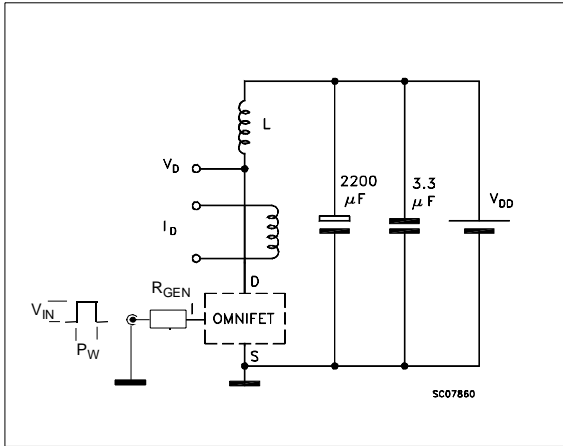 L
V_D
2200 μF
3.3 μF
V_DD
I_D
D
R_GEN
I
V_IN
OMNIFET
P_W
S
SC07860